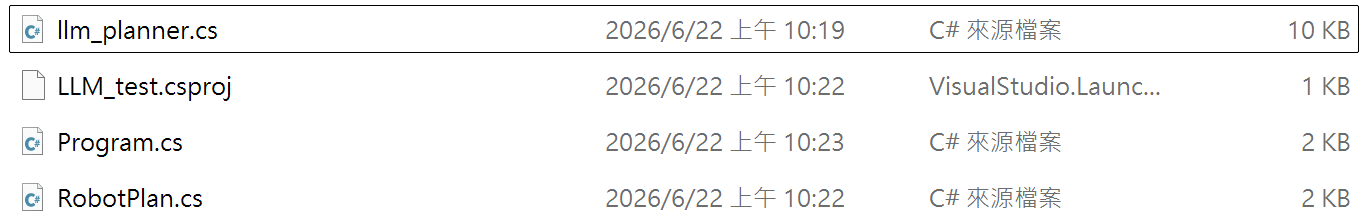 llm_planner.cs 2026/6/22 上午 10:19 C# 來源檔案 10 KB
LLM_test.csproj 2026/6/22 上午 10:22 VisualStudio.Launc... 1 KB
Program.cs 2026/6/22 上午 10:23 C# 來源檔案 2 KB
RobotPlan.cs 2026/6/22 上午 10:22 C# 來源檔案 2 KB